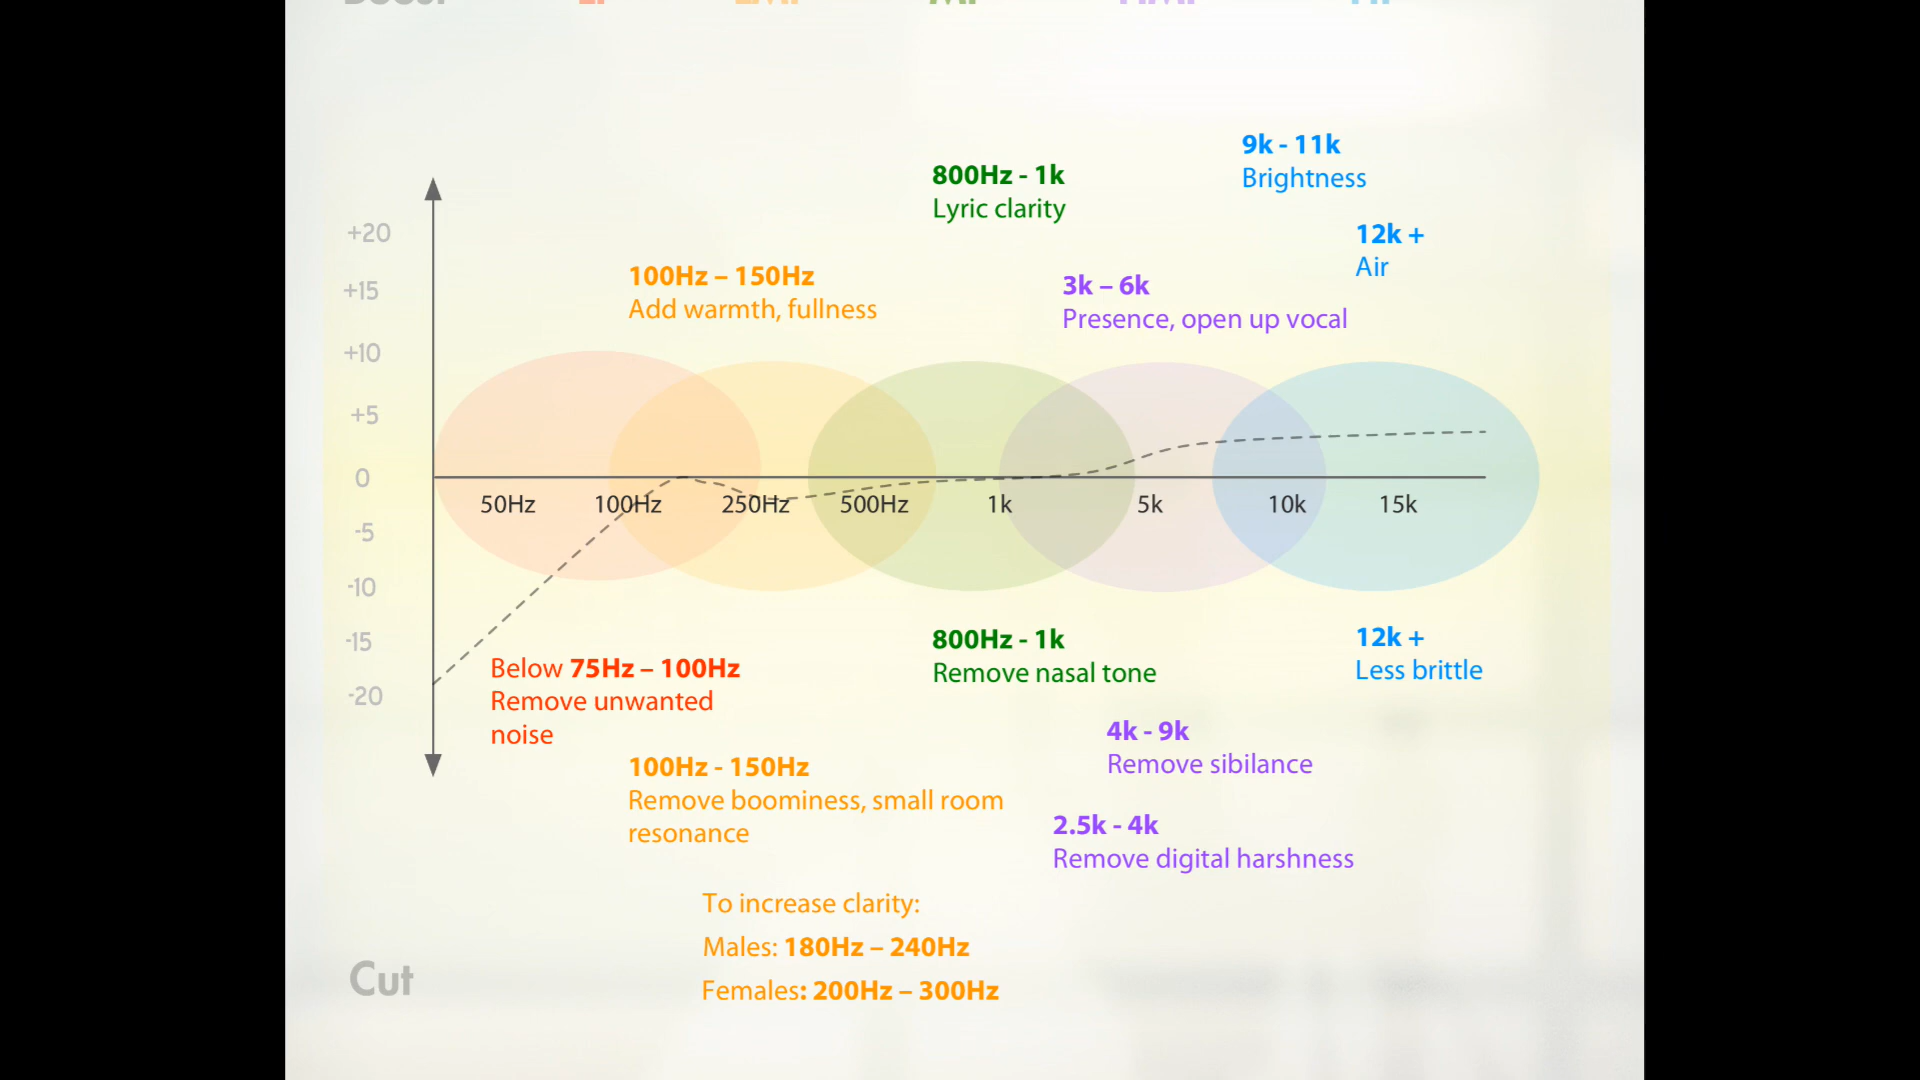 9k - 11k
Brightness
800Hz - 1k
Lyric clarity
12k +
Air
100Hz – 150Hz
Add warmth, fullness
3k – 6k
Presence, open up vocal
+20
+15
+10
+5
0
-5
-10
-15
-20
50Hz 100Hz 250Hz 500Hz 1k 5k 10k 15k
Below 75Hz – 100Hz
Remove unwanted
noise
800Hz - 1k
Remove nasal tone
12k +
Less brittle
4k - 9k
Remove sibilance
100Hz - 150Hz
Remove boominess, small room
resonance
2.5k - 4k
Remove digital harshness
To increase clarity:
Males: 180Hz – 240Hz
Females: 200Hz – 300Hz
Cut